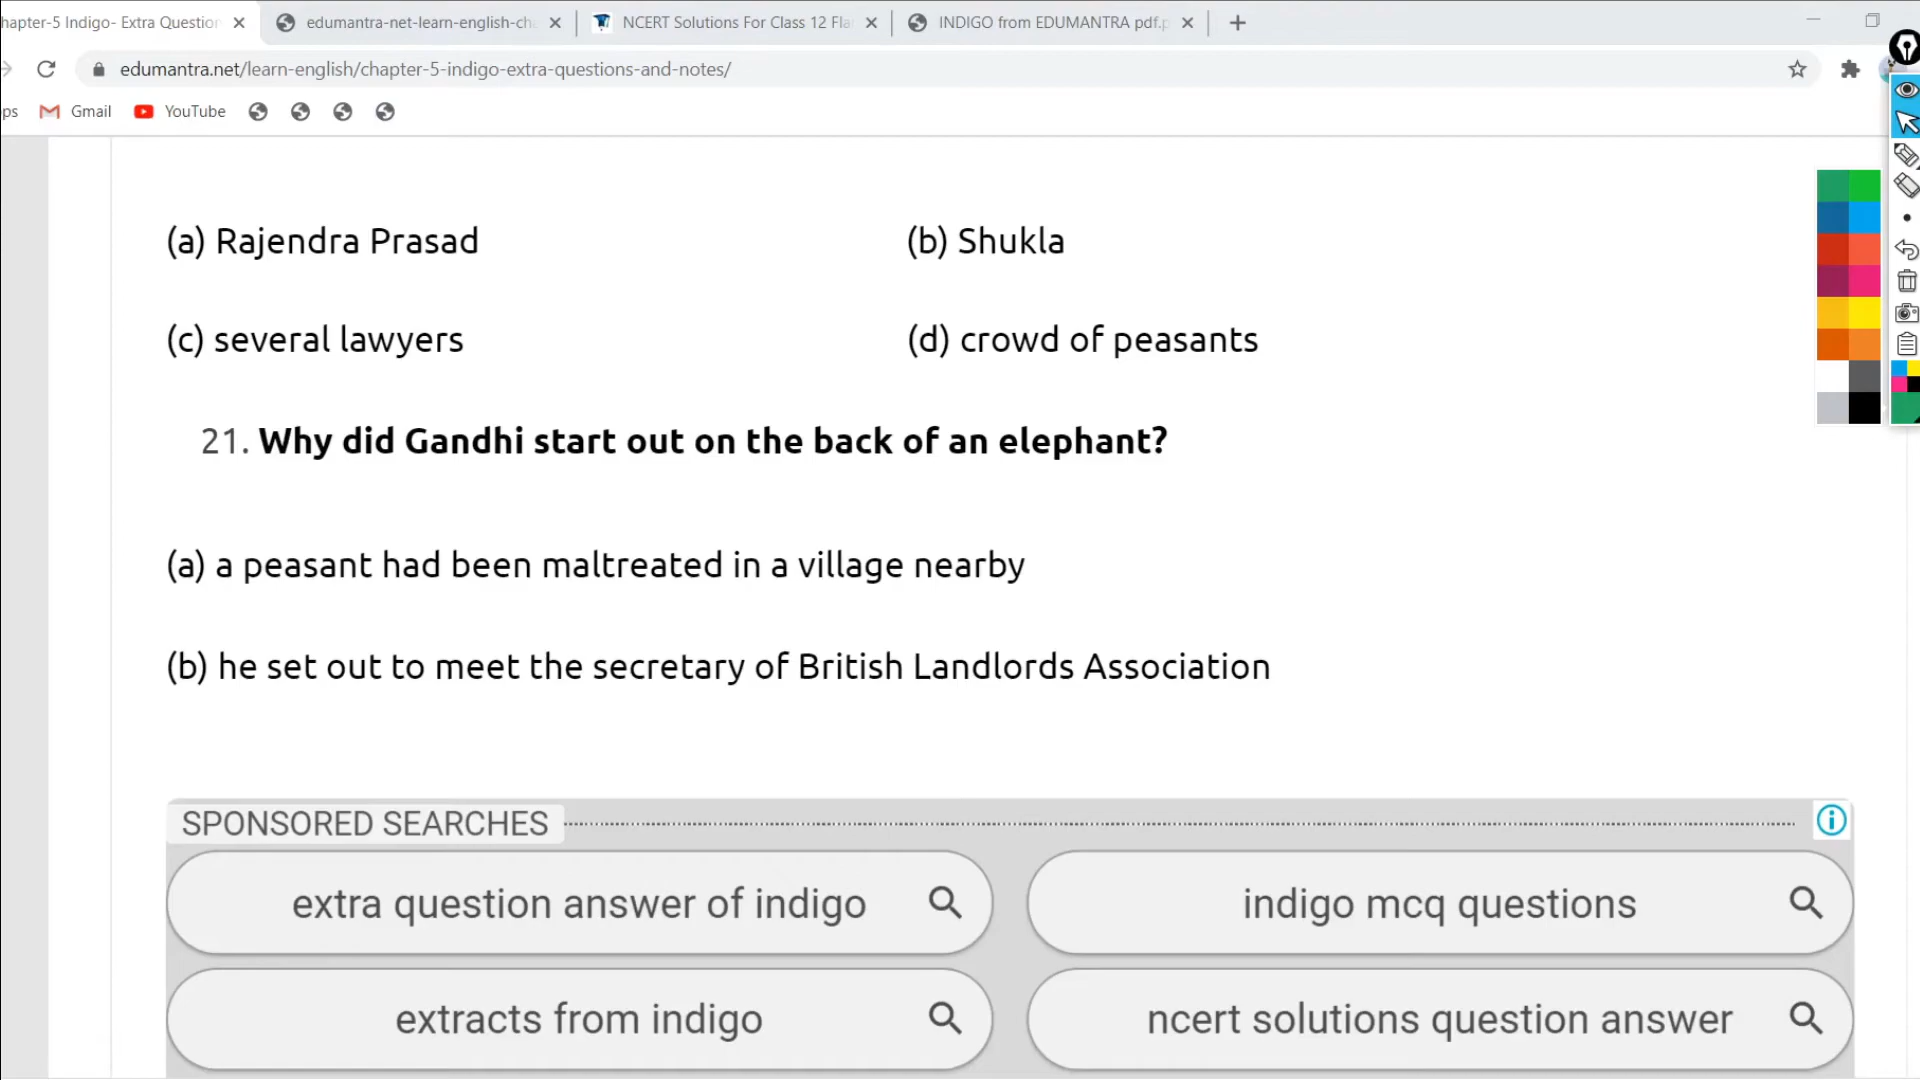 hapter-5 Indigo- Extra Question
edumantra-net-learn-english-ch
NCERT Solutions For Class 12 Fla
INDIGO from EDUMANTRA pdf.p
edumantra.net/learn-english/chapter-5-indigo-extra-questions-and-notes/
ps Gmail YouTube
(a) Rajendra Prasad (b) Shukla
(c) several lawyers (d) crowd of peasants
21. Why did Gandhi start out on the back of an elephant?
(a) a peasant had been maltreated in a village nearby
(b) he set out to meet the secretary of British Landlords Association
SPONSORED SEARCHES
extra question answer of indigo indigo mcq questions
extracts from indigo ncert solutions question answer